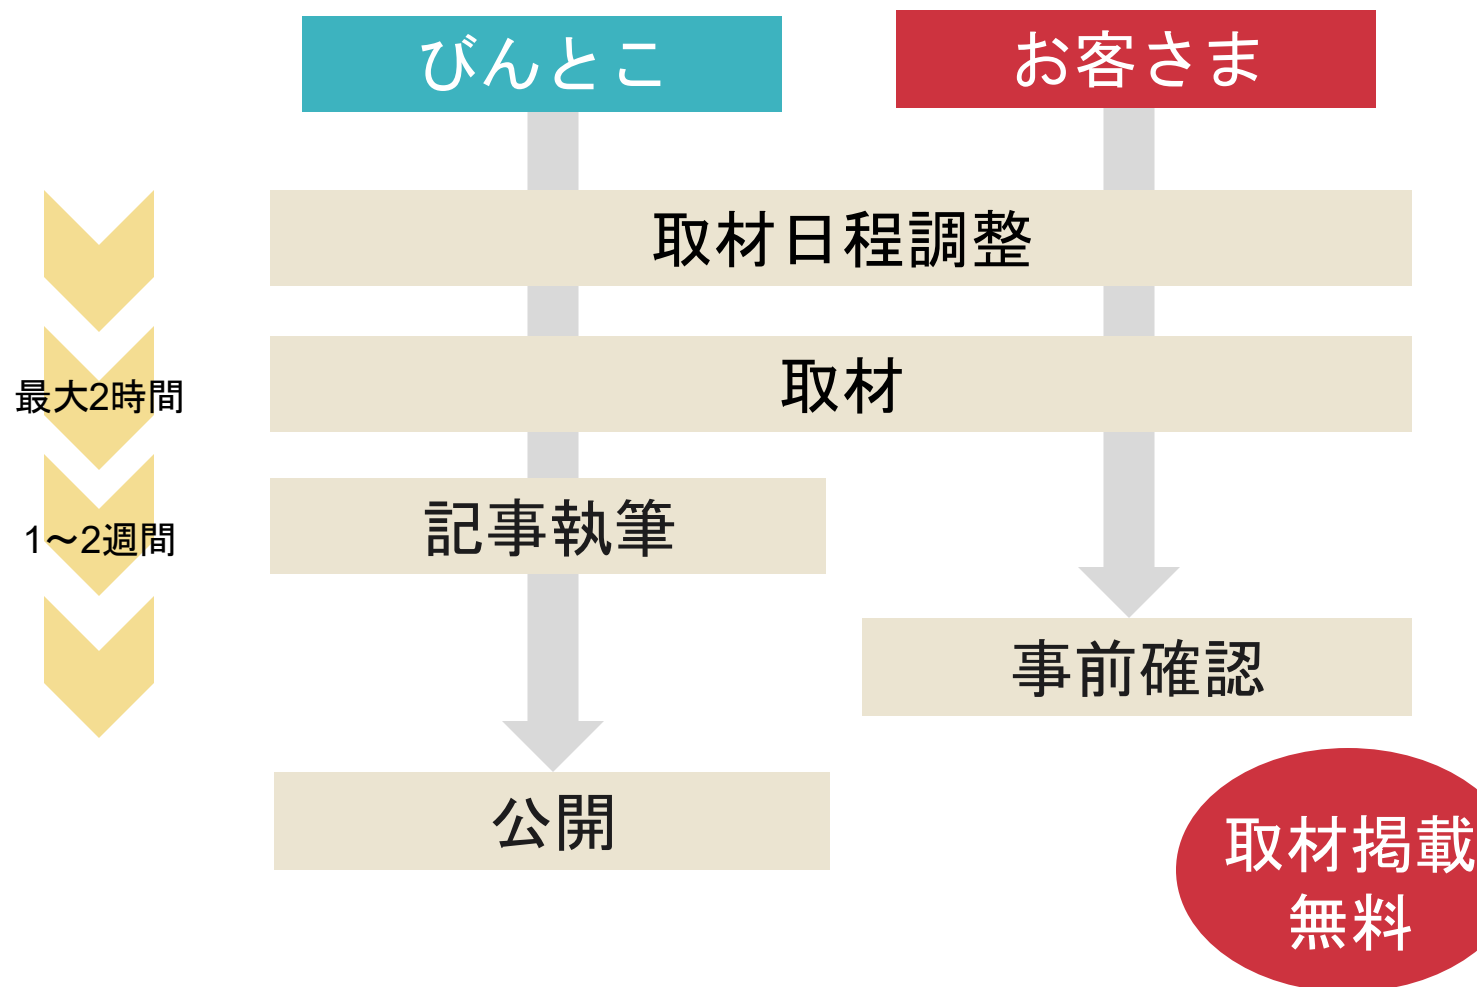 びんとこ
お客さま
取材日程調整
最大2時間
取材
1～2週間
記事執筆
事前確認
公開
取材掲載
無料